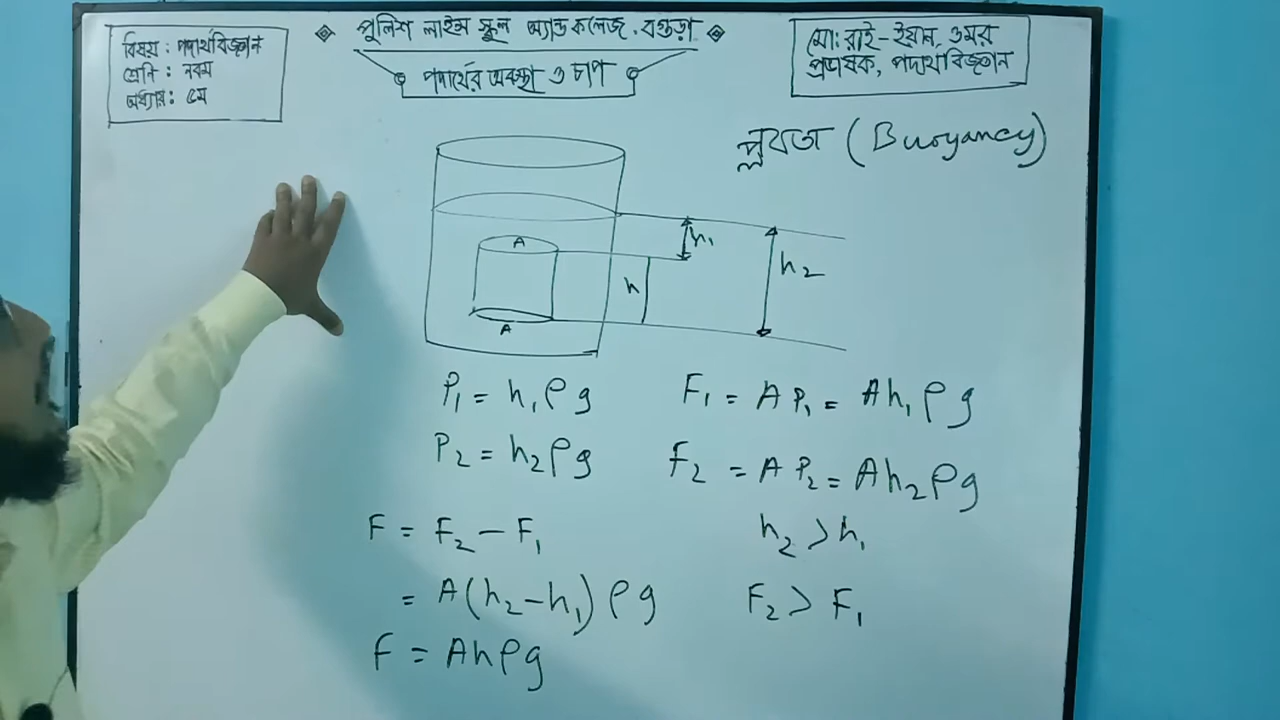 বিষয় : পদার্থবিজ্ঞান
শ্রেণি : নবম
অধ্যায় : ৫ম
পুলিশ লাইন্স স্কুল অ্যান্ড কলেজ, বগুড়া
পদার্থের অবস্থা ও চাপ
মো: রাই-ইয়ান, ওমর
প্রভাষক, পদার্থবিজ্ঞান
প্লবতা (Buoyancy)
A
h₁
h₂
h
A
P₁ = h₁ρg
F₁ = AP₁ = Ah₁ρg
P₂ = h₂ρg
F₂ = AP₂ = Ah₂ρg
F = F₂ − F₁
h₂ > h₁
= A(h₂−h₁)ρg
F₂ > F₁
F = Ahρg